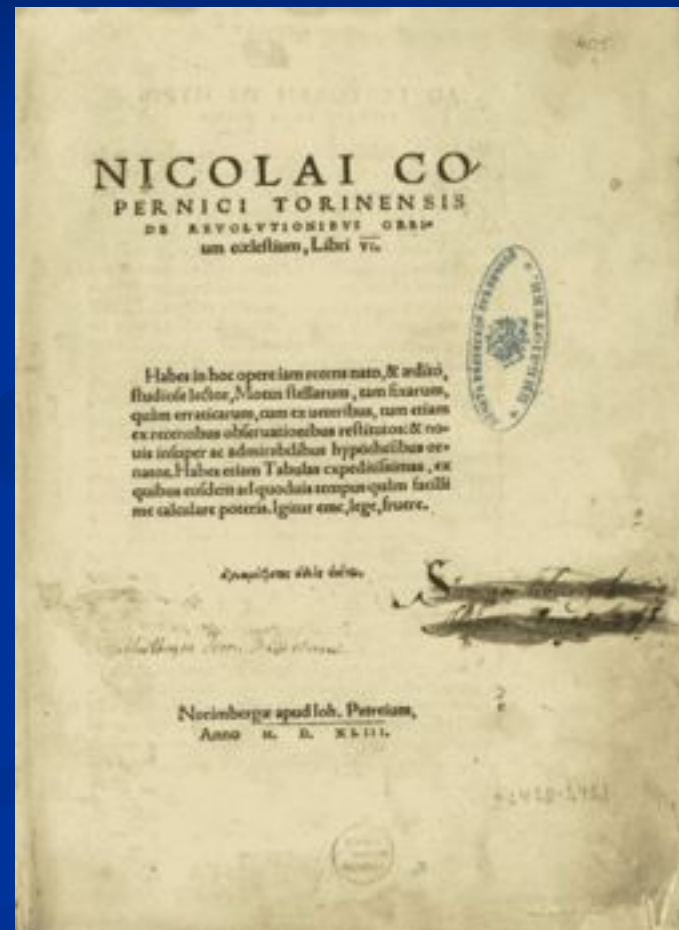 NICOLAI CO
PERNICI TORINENSIS
DE REVOLVTIONIBVS ORBI-
um cœlestium, Libri VI.
Habes in hoc opere iam recens nato, & ædito,
studiose lector, Motus stellarum, tam fixarum,
quàm erraticarum, cum ex ueteribus, tum etiam
ex recentibus obseruationibus restitutos: & no-
uis insuper ac admirabilibus hypothesibus or-
natos. Habes etiam Tabulas expeditissimas, ex
quibus eosdem ad quoduis tempus quàm facilli
me calculare poteris. Igitur eme, lege, fruere.
Norimbergæ apud Ioh. Petreium,
Anno M. D. XLIII.